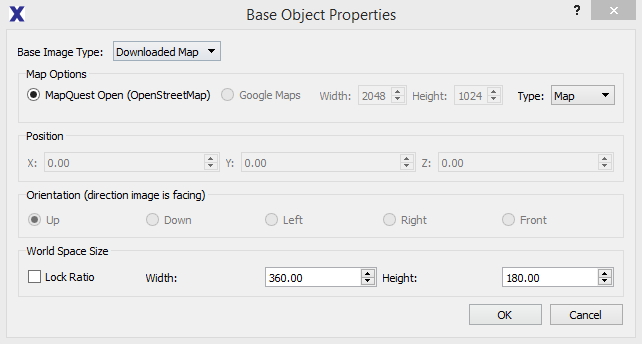 Base Object Properties
?
Base Image Type: Downloaded Map
Map Options
MapQuest Open (OpenStreetMap) Google Maps Width: 2048 Height: 1024 Type: Map
Position
X: 0.00 Y: 0.00 Z: 0.00
Orientation (direction image is facing)
Up Down Left Right Front
World Space Size
Lock Ratio Width: 360.00 Height: 180.00
OK Cancel